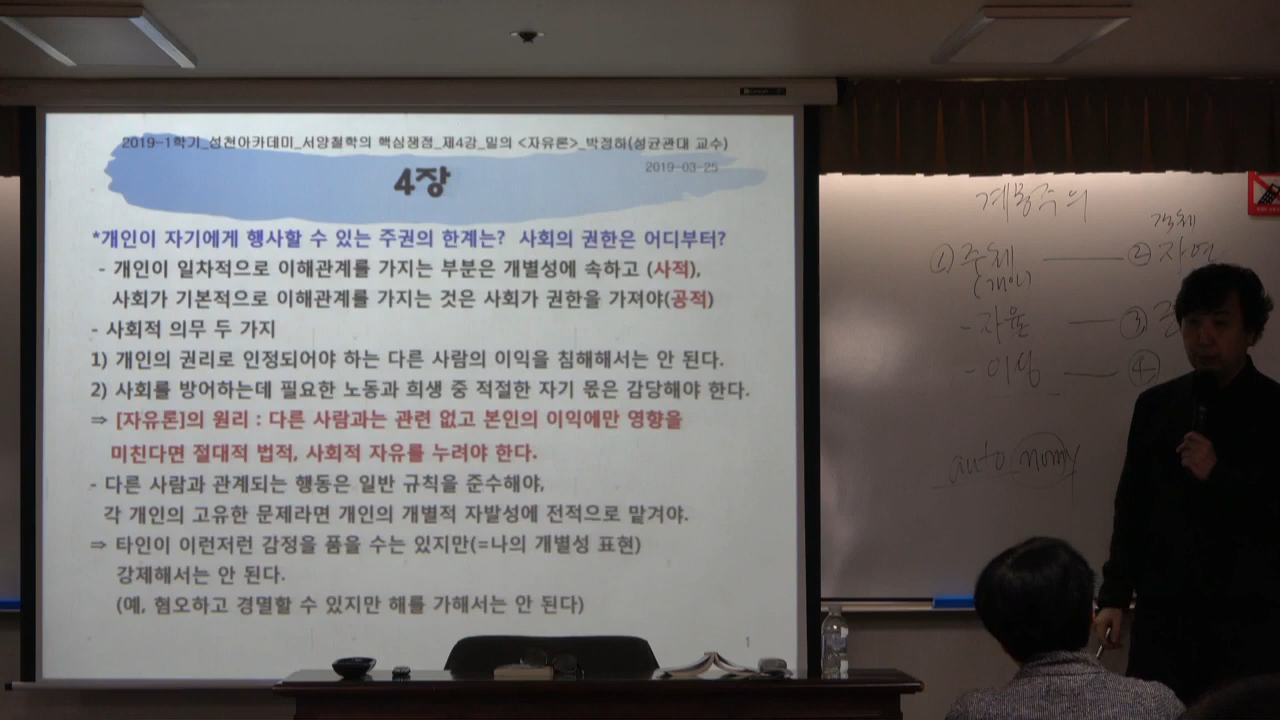 2019-1학기_성천아카데미_서양철학의 핵심쟁점_제4강_밀의 <자유론>_박정하(성균관대 교수)
2019-03-25
4장
*개인이 자기에게 행사할 수 있는 주권의 한계는? 사회의 권한은 어디부터?
- 개인이 일차적으로 이해관계를 가지는 부분은 개별성에 속하고 (사적),
사회가 기본적으로 이해관계를 가지는 것은 사회가 권한을 가져야(공적)
- 사회적 의무 두 가지
1) 개인의 권리로 인정되어야 하는 다른 사람의 이익을 침해해서는 안 된다.
2) 사회를 방어하는데 필요한 노동과 희생 중 적절한 자기 몫은 감당해야 한다.
⇒ [자유론]의 원리 : 다른 사람과는 관련 없고 본인의 이익에만 영향을
미친다면 절대적 법적, 사회적 자유를 누려야 한다.
- 다른 사람과 관계되는 행동은 일반 규칙을 준수해야,
각 개인의 고유한 문제라면 개인의 개별적 자발성에 전적으로 맡겨야.
⇒ 타인이 이런저런 감정을 품을 수는 있지만(=나의 개별성 표현)
강제해서는 안 된다.
(예, 혐오하고 경멸할 수 있지만 해를 가해서는 안 된다)
1
계몽주의
객체
① 주체 — ② 자연
(개인)
- 자율 — ③
- 이성 — ④
auto nomy